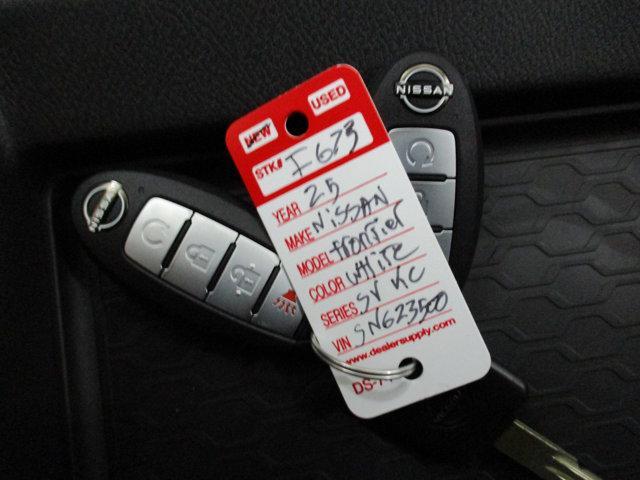 NISSAN
NISSAN
NEW USED
STK# I623
YEAR 25
MAKE NiSSAN
MODEL frontier
COLOR white
SERIES SV KC
VIN SN623500
www.dealersupply.com